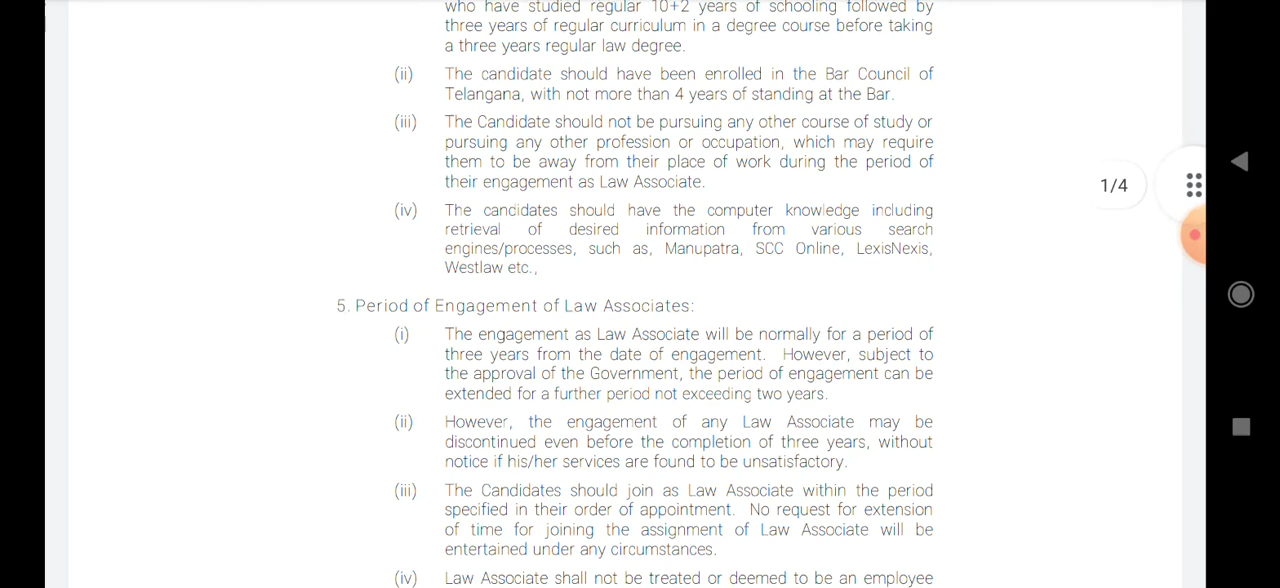 who have studied regular 10+2 years of schooling followed by
three years of regular curriculum in a degree course before taking
a three years regular law degree.
(ii) The candidate should have been enrolled in the Bar Council of
Telangana, with not more than 4 years of standing at the Bar.
(iii) The Candidate should not be pursuing any other course of study or
pursuing any other profession or occupation, which may require
them to be away from their place of work during the period of
their engagement as Law Associate.
1/4
(iv) The candidates should have the computer knowledge including
retrieval of desired information from various search
engines/processes, such as, Manupatra, SCC Online, LexisNexis,
Westlaw etc.,
5. Period of Engagement of Law Associates:
(i) The engagement as Law Associate will be normally for a period of
three years from the date of engagement. However, subject to
the approval of the Government, the period of engagement can be
extended for a further period not exceeding two years.
(ii) However, the engagement of any Law Associate may be
discontinued even before the completion of three years, without
notice if his/her services are found to be unsatisfactory.
(iii) The Candidates should join as Law Associate within the period
specified in their order of appointment. No request for extension
of time for joining the assignment of Law Associate will be
entertained under any circumstances.
(iv) Law Associate shall not be treated or deemed to be an employee